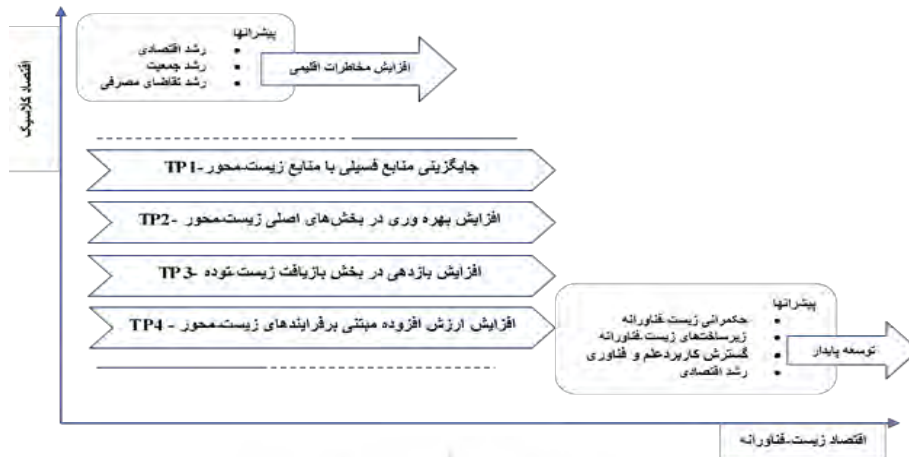 پیشرانها
• رشد اقتصادی
• رشد جمعیت
• رشد تقاضای مصرفی
افزایش مخاطرات اقلیمی
اقتصاد کلاسیک
TP1- جایگزینی منابع فسیلی با منابع زیست-محور
TP2- افزایش بهره وری در بخش‌های اصلی زیست-محور
TP3- افزایش بازدهی در بخش بازیافت زیست-توده
TP4 - افزایش ارزش افزوده مبتنی برفرایندهای زیست-محور
پیشرانها
• حکمرانی زیست-فناورانه
• زیرساختهای زیست-فناورانه
• گسترش کاربردعلم و فناوری
• رشد اقتصادی
توسعه پایدار
اقتصاد زیست-فناورانه